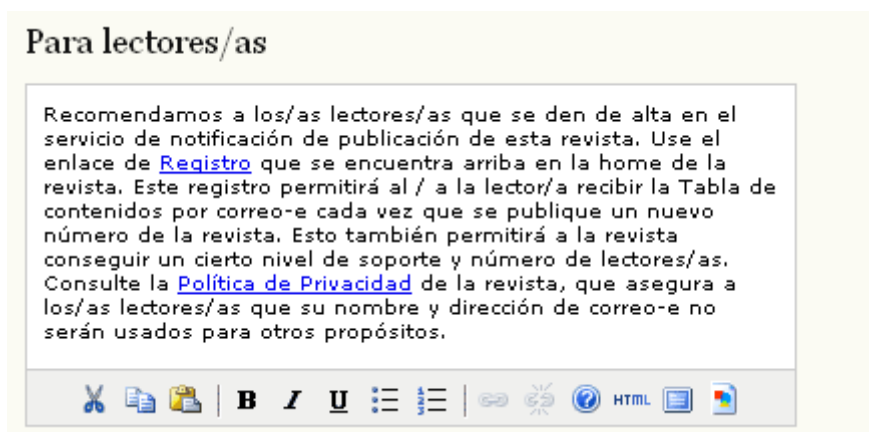 Para lectores/as
Recomendamos a los/as lectores/as que se den de alta en el
servicio de notificación de publicación de esta revista. Use el
enlace de Registro que se encuentra arriba en la home de la
revista. Este registro permitirá al / a la lector/a recibir la Tabla de
contenidos por correo-e cada vez que se publique un nuevo
número de la revista. Esto también permitirá a la revista
conseguir un cierto nivel de soporte y número de lectores/as.
Consulte la Política de Privacidad de la revista, que asegura a
los/as lectores/as que su nombre y dirección de correo-e no
serán usados para otros propósitos.
B I U HTML